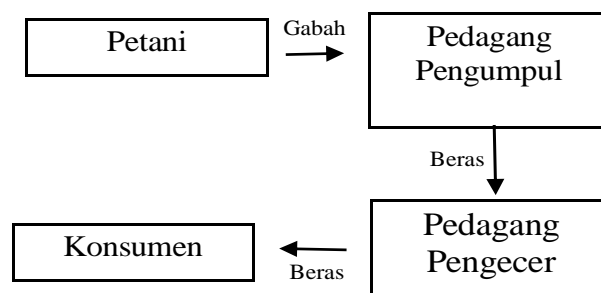 Petani
Gabah
Pedagang
Pengumpul
Beras
Pedagang
Pengecer
Beras
Konsumen